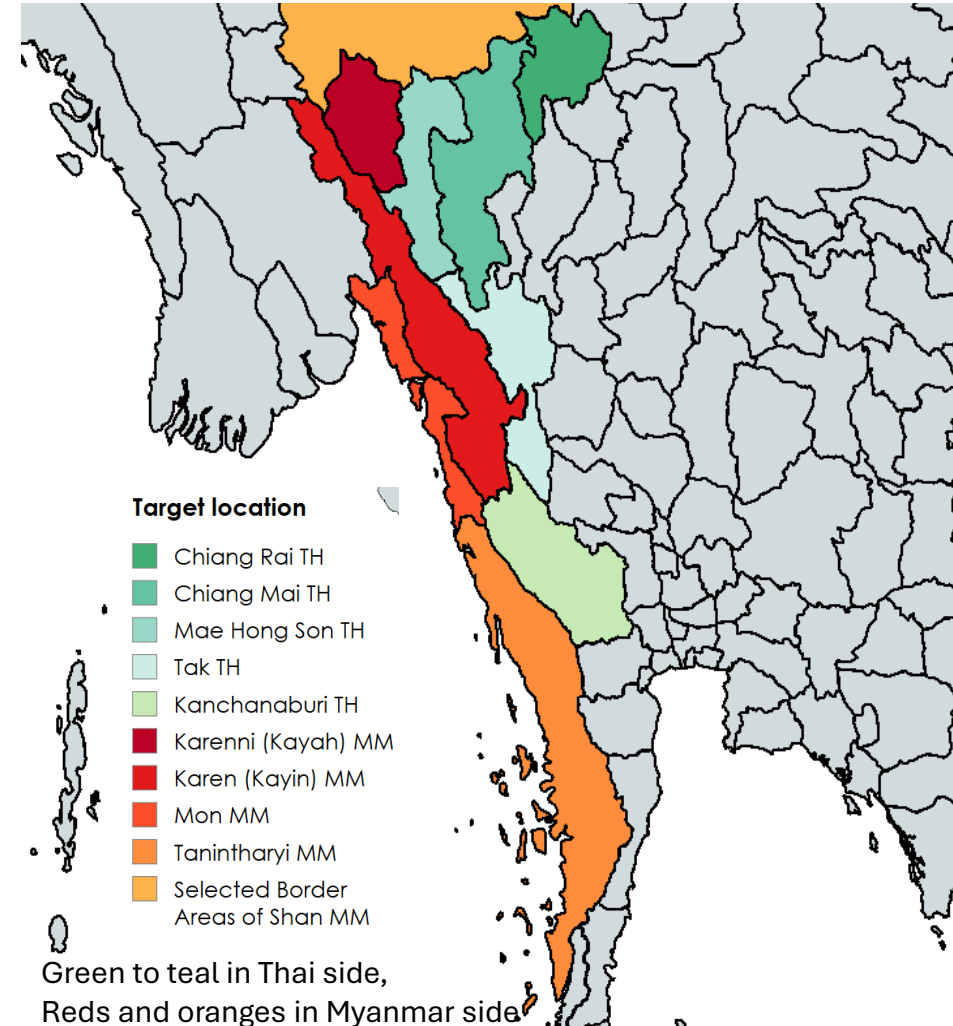 Target location
Chiang Rai TH
Chiang Mai TH
Mae Hong Son TH
Tak TH
Kanchanaburi TH
Karenni (Kayah) MM
Karen (Kayin) MM
Mon MM
Tanintharyi MM
Selected Border
Areas of Shan MM
Green to teal in Thai side,
Reds and oranges in Myanmar side